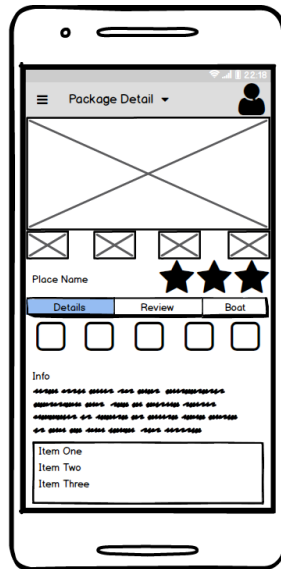 22:18
Package Detail
Place Name
Details Review Boat
Info
Item One
Item Two
Item Three